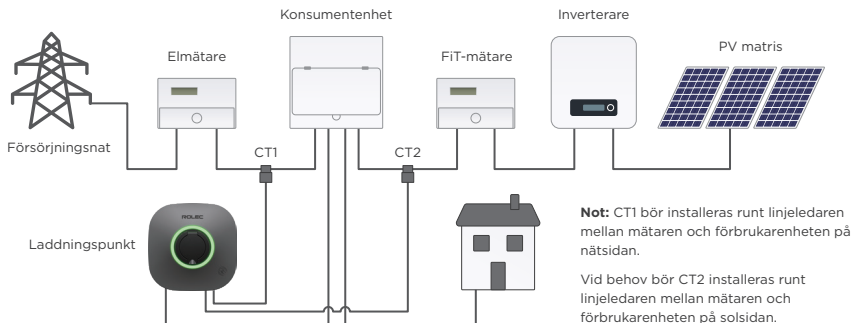 Konsumentenhet
Inverterare
Elmätare
FiT-mätare
PV matris
Försörjningsnat
CT1
CT2
ROLEC
Laddningspunkt
Not: CT1 bör installeras runt linjeledaren
mellan mätaren och förbrukarenheten på
nätsidan.
Vid behov bör CT2 installeras runt
linjeledaren mellan mätaren och
förbrukarenheten på solsidan.